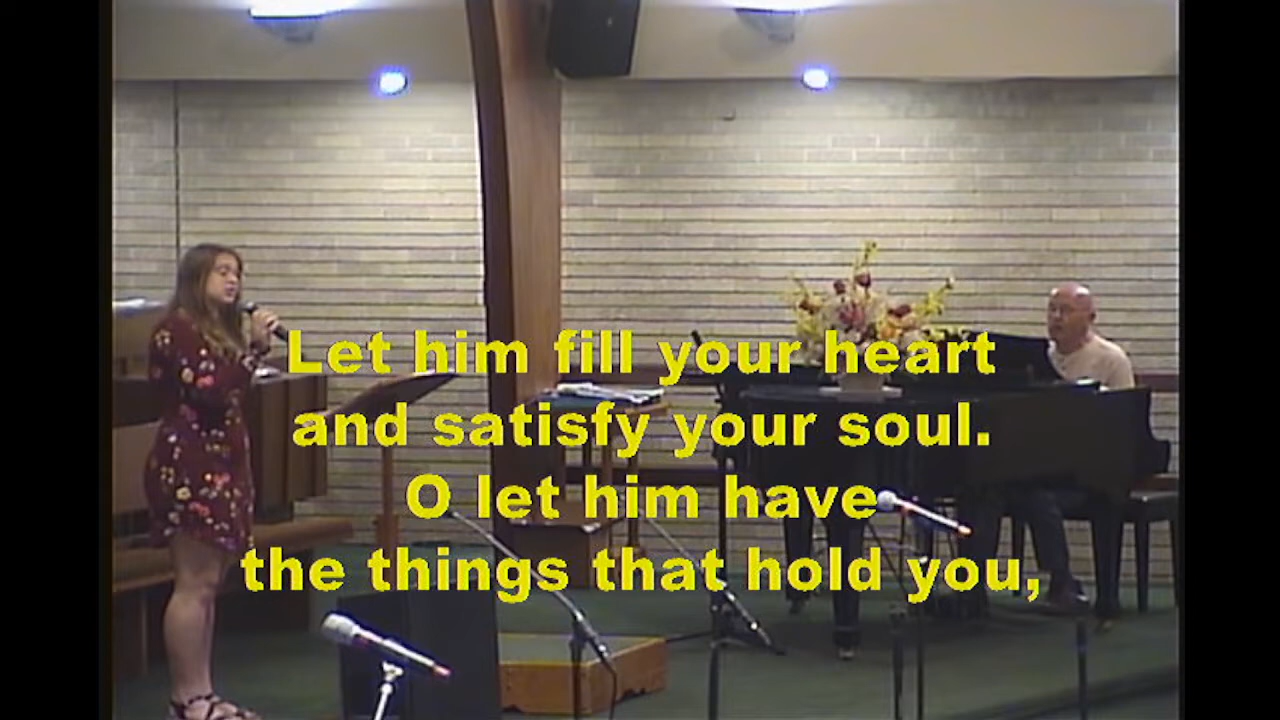 Let him fill your heart
and satisfy your soul.
O let him have
the things that hold you,